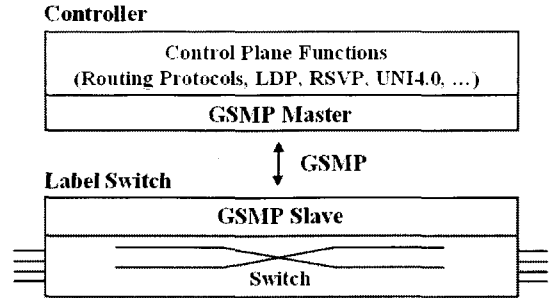 Controller
Control Plane Functions
(Routing Protocols, LDP, RSVP, UNI4.0, …)
GSMP Master
GSMP
Label Switch
GSMP Slave
Switch